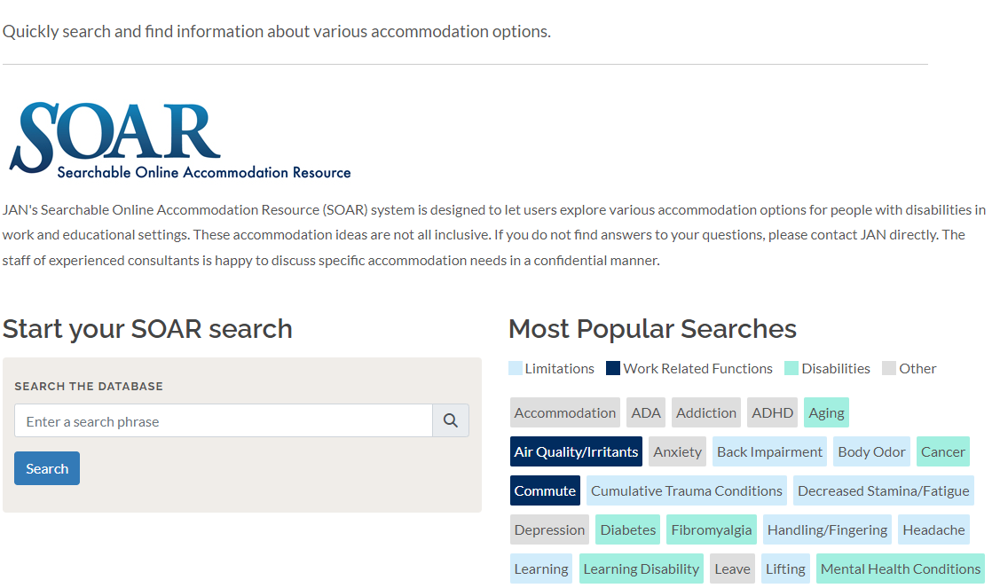 Quickly search and find information about various accommodation options.
SOAR
Searchable Online Accommodation Resource
JAN's Searchable Online Accommodation Resource (SOAR) system is designed to let users explore various accommodation options for people with disabilities in
work and educational settings. These accommodation ideas are not all inclusive. If you do not find answers to your questions, please contact JAN directly. The
staff of experienced consultants is happy to discuss specific accommodation needs in a confidential manner.
Start your SOAR search
SEARCH THE DATABASE
Enter a search phrase
Search
Most Popular Searches
Limitations Work Related Functions Disabilities Other
Accommodation ADA Addiction ADHD Aging
Air Quality/Irritants Anxiety Back Impairment Body Odor Cancer
Commute Cumulative Trauma Conditions Decreased Stamina/Fatigue
Depression Diabetes Fibromyalgia Handling/Fingering Headache
Learning Learning Disability Leave Lifting Mental Health Conditions